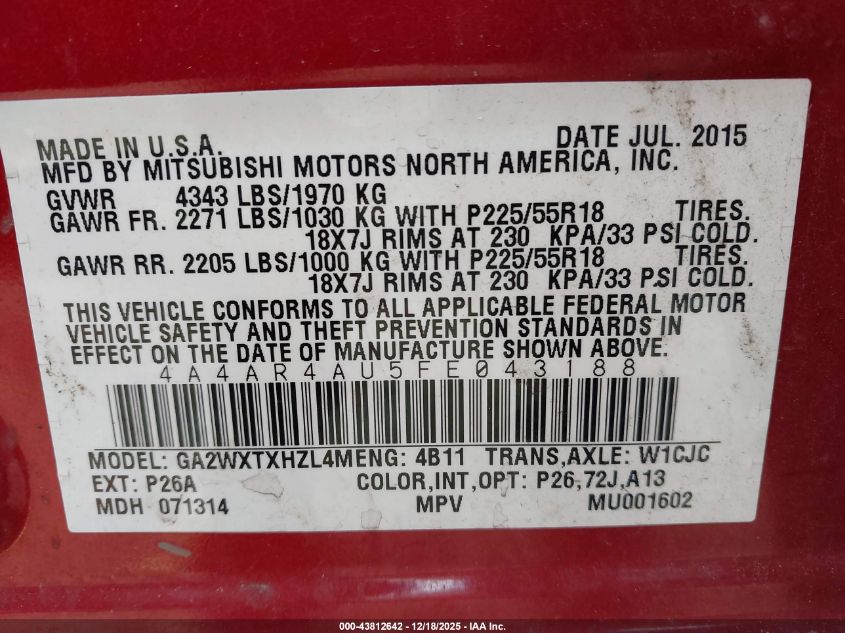 MADE IN U.S.A. DATE JUL. 2015
MFD BY MITSUBISHI MOTORS NORTH AMERICA, INC.
GVWR 4343 LBS/1970 KG
GAWR FR. 2271 LBS/1030 KG WITH P225/55R18 TIRES.
18X7J RIMS AT 230 KPA/33 PSI COLD.
GAWR RR. 2205 LBS/1000 KG WITH P225/55R18 TIRES.
18X7J RIMS AT 230 KPA/33 PSI COLD.
THIS VEHICLE CONFORMS TO ALL APPLICABLE FEDERAL MOTOR
VEHICLE SAFETY AND THEFT PREVENTION STANDARDS IN
EFFECT ON THE DATE OF MANUFACTURE SHOWN ABOVE.
4A4AR4AU5FE043188
MODEL: GA2WXTXHZL4MENG: 4B11 TRANS,AXLE: W1CJC
EXT: P26A COLOR,INT,OPT: P26,72J,A13
MDH 071314 MPV MU001602
000-43812642 - 12/18/2025 - IAA Inc.